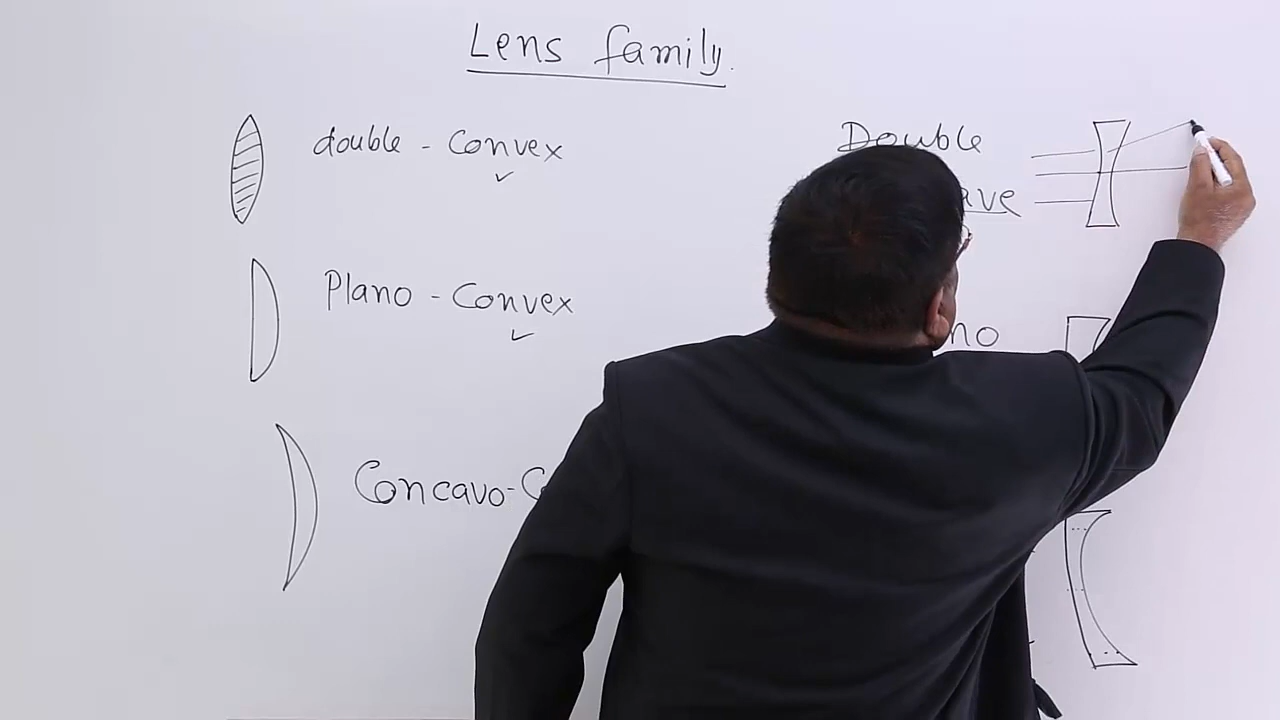 Lens family.
double - Convex
Plano - Convex
Concavo-
Double